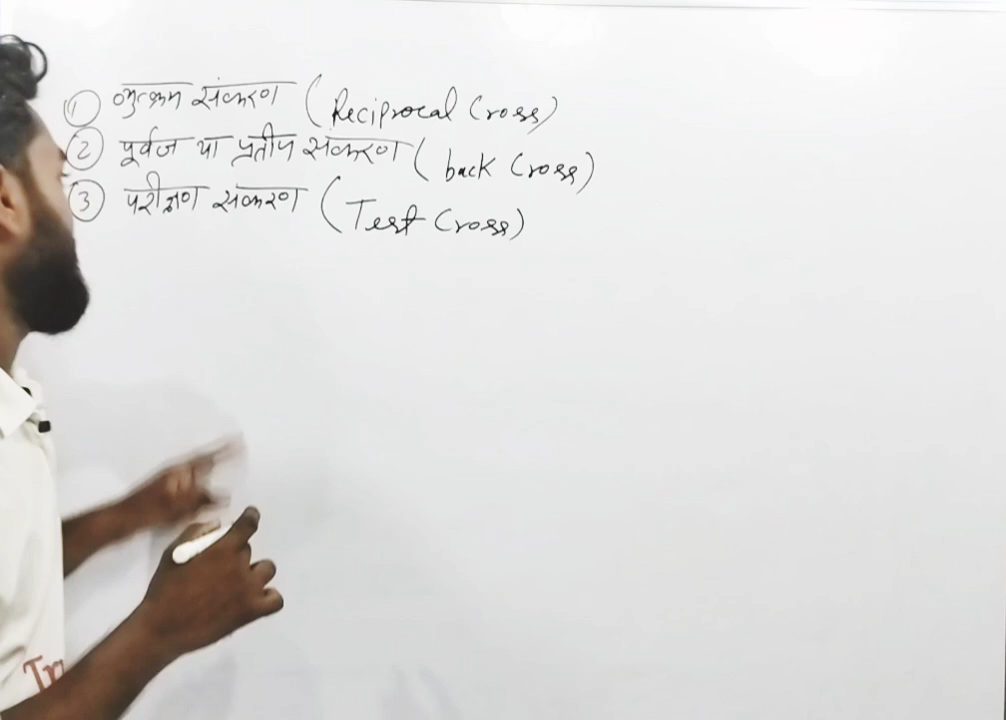 ① व्युत्क्रम संकरण (Reciprocal Cross)
② पूर्वज या प्रतीप संकरण (back Cross)
③ परीक्षण संकरण (Test Cross)